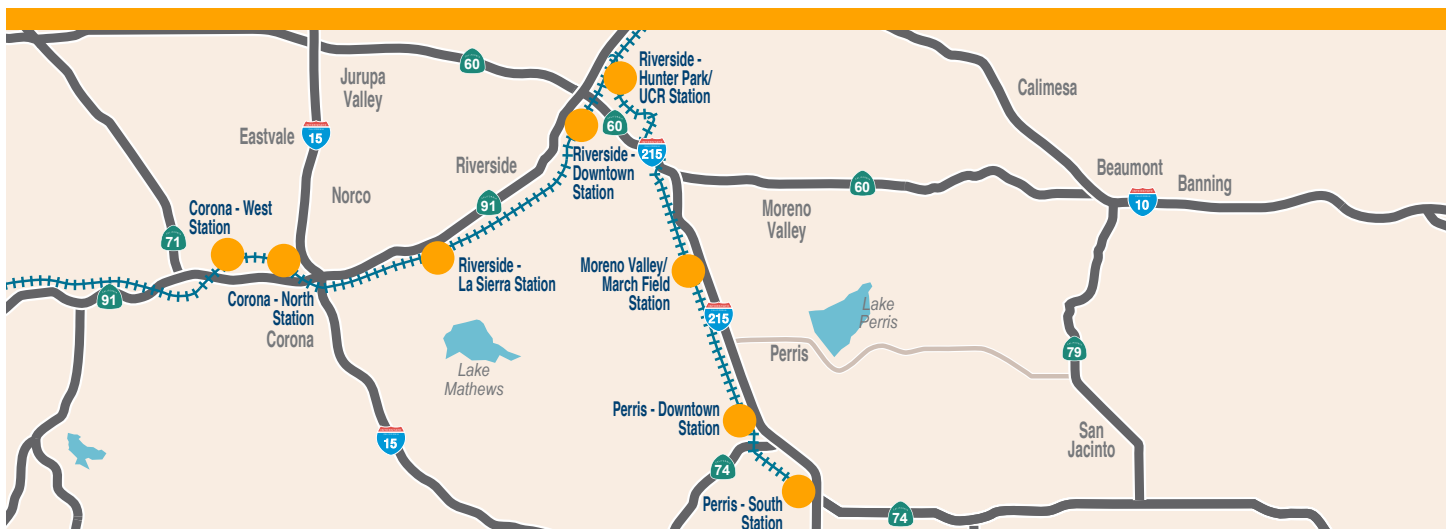 Riverside -
Hunter Park/
UCR Station
60
Jurupa
Valley
Calimesa
60
Eastvale
15
215
Riverside
Riverside -
Downtown
Station
Beaumont
60
Banning
10
Norco
91
Corona - West
Station
Moreno
Valley
71
Riverside -
La Sierra Station
Moreno Valley/
March Field
Station
91
Corona - North
Station
Corona
215
Lake
Perris
Perris
79
Lake
Mathews
Perris - Downtown
Station
15
San
Jacinto
74
Perris - South
Station
74